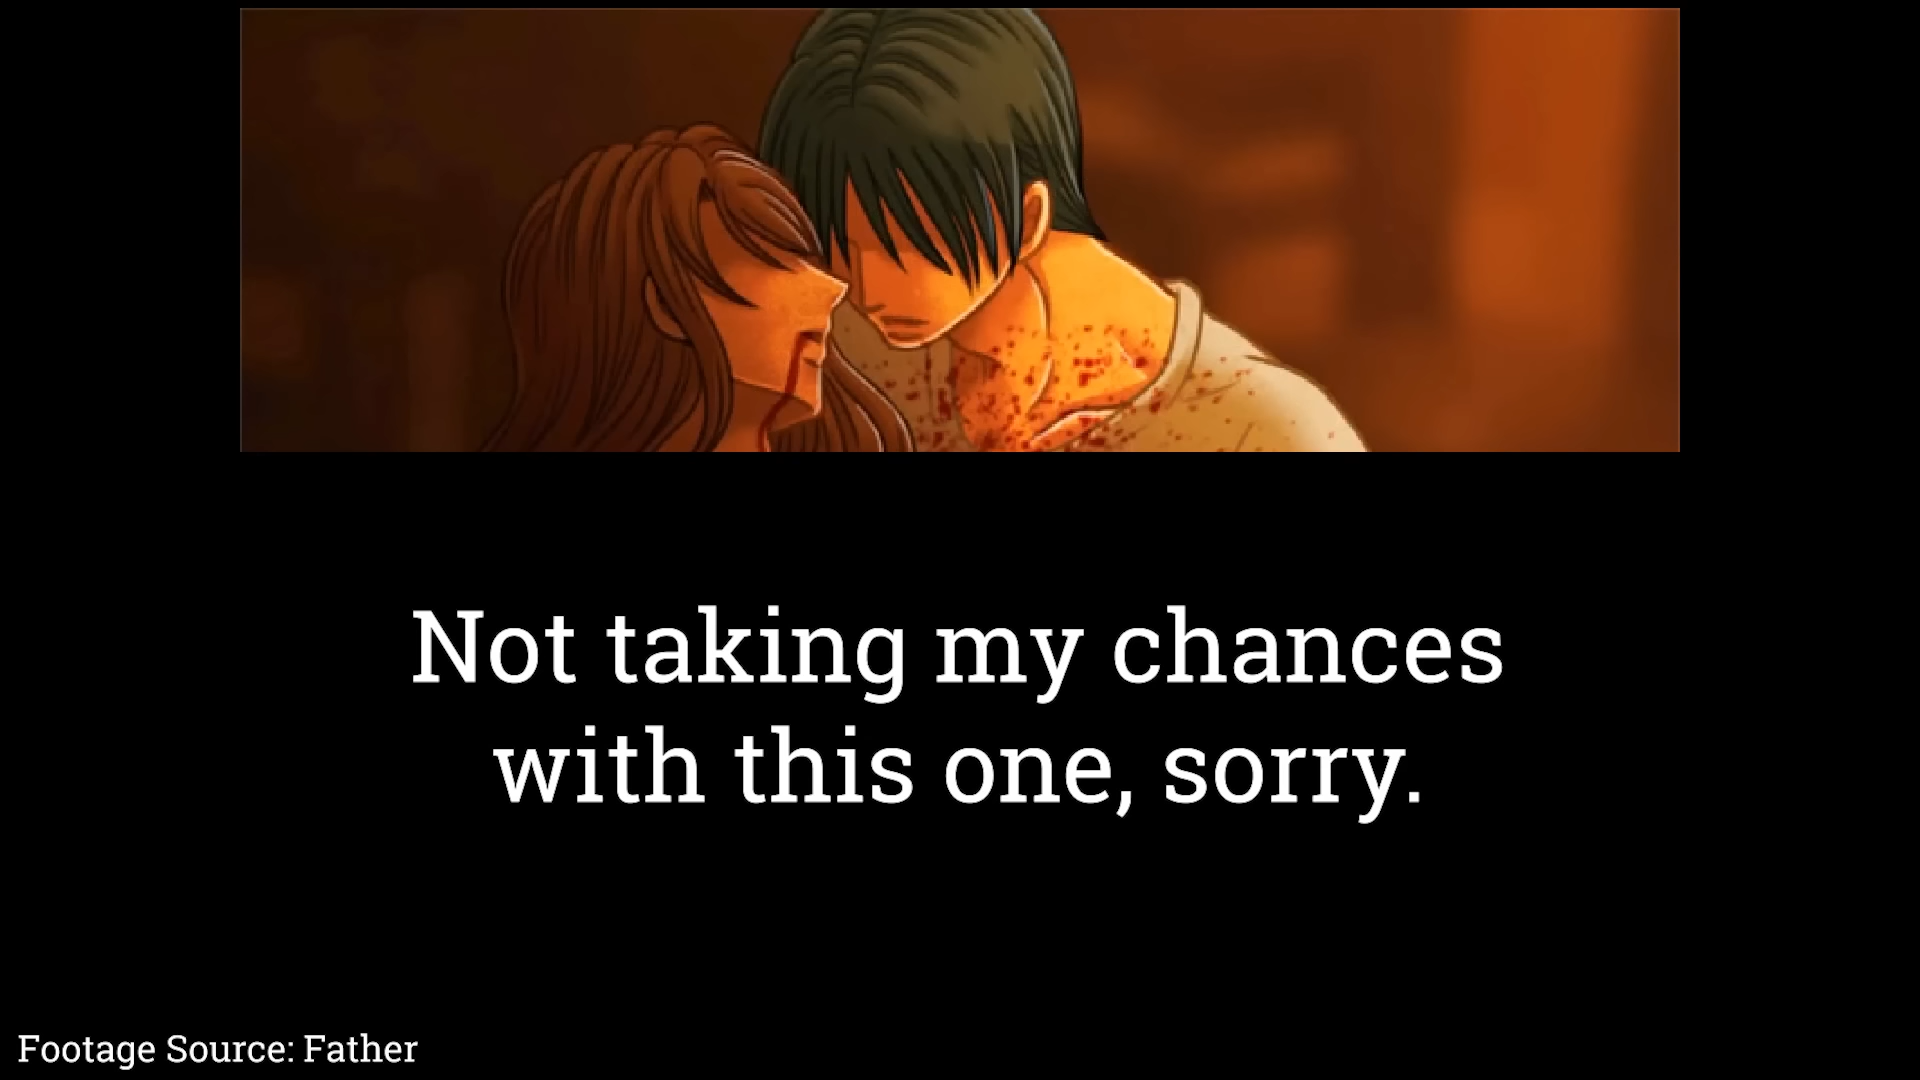 Not taking my chances
with this one, sorry.
Footage Source: Father